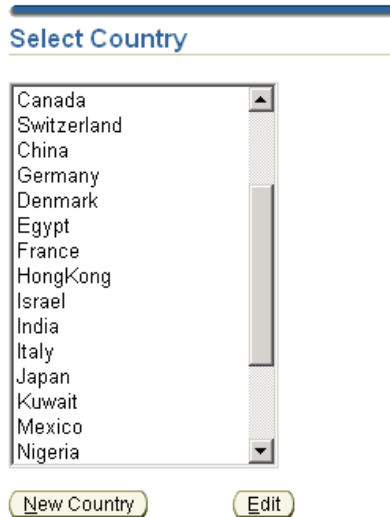 Select Country
Canada
Switzerland
China
Germany
Denmark
Egypt
France
HongKong
Israel
India
Italy
Japan
Kuwait
Mexico
Nigeria
New Country Edit